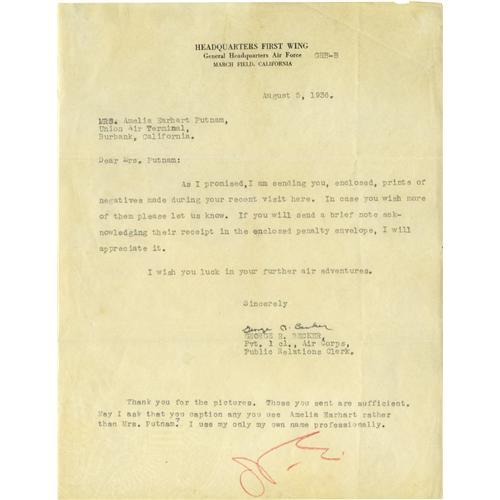 HEADQUARTERS FIRST WING
General Headquarters Air Force GEB-B
MARCH FIELD, CALIFORNIA
August 5, 1936.
MRS. Amelia Earhart Putnam,
Union Air Terminal,
Burbank, California.
Dear Mrs. Putnam:
As I promised,I am sending you, enclosed, prints of
negatives made during your recent visit here. In case you wish more
of them please let us know. If you will send a brief note ack-
nowledging their receipt in the enclosed penalty envelope, I will
appreciate it.
I wish you luck in your further air adventures.
Sincerely
George R. Becker
GEORGE R. BECKER,
Pvt. 1 cl., Air Corps,
Public Relations Clerk.
Thank you for the pictures. Those you sent are sufficient.
May I ask that you caption any you use Amelia Earhart rather
than Mrs. Putnam? I use my only my own name professionally.